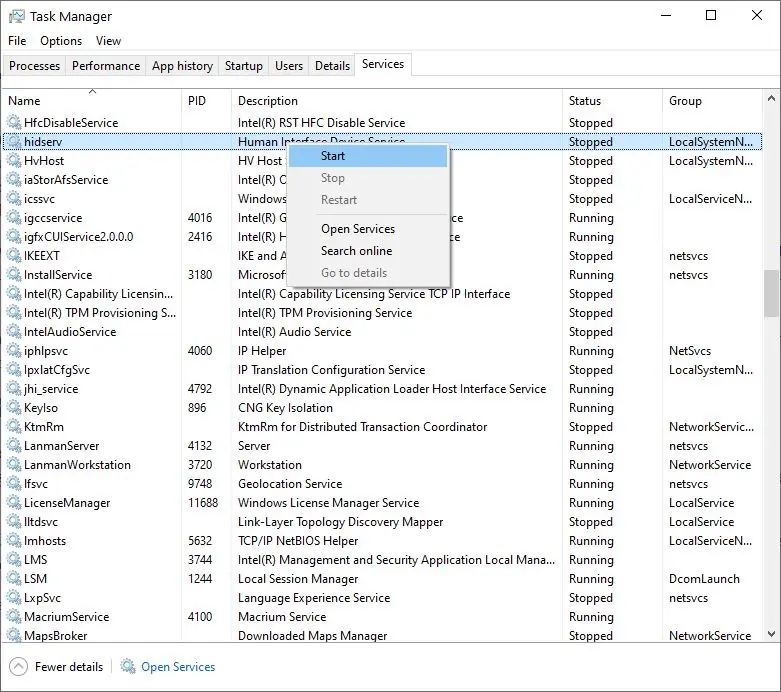 Task Manager
File Options View
Processes Performance App history Startup Users Details Services
Name PID Description Status Group
HfcDisableService Intel(R) RST HFC Disable Service Stopped
hidserv Human Interface Device Service Stopped LocalSystemN...
HvHost HV Host Stopped LocalSystemN...
iaStorAfsService Intel(R) O Stopped
icssvc Windows Stopped LocalServiceN...
igccservice 4016 Intel(R) G ce Running
igfxCUIService2.0.0.0 2416 Intel(R) H ce Running
IKEEXT IKE and A Stopped netsvcs
InstallService 3180 Microsof Running netsvcs
Start
Stop
Restart
Open Services
Search online
Go to details
Intel(R) Capability Licensin... Intel(R) Capability Licensing Service TCP IP Interface Stopped
Intel(R) TPM Provisioning S... Intel(R) TPM Provisioning Service Stopped
IntelAudioService Intel(R) Audio Service Stopped
iphlpsvc 4060 IP Helper Running NetSvcs
IpxlatCfgSvc IP Translation Configuration Service Stopped LocalSystemN...
jhi_service 4792 Intel(R) Dynamic Application Loader Host Interface Service Running
KeyIso 896 CNG Key Isolation Running
KtmRm KtmRm for Distributed Transaction Coordinator Stopped NetworkServic...
LanmanServer 4132 Server Running netsvcs
LanmanWorkstation 3720 Workstation Running NetworkService
lfsvc 9748 Geolocation Service Running netsvcs
LicenseManager 11688 Windows License Manager Service Running LocalService
lltdsvc Link-Layer Topology Discovery Mapper Stopped LocalService
lmhosts 5632 TCP/IP NetBIOS Helper Running LocalServiceN...
LMS 3744 Intel(R) Management and Security Application Local Mana... Running
LSM 1244 Local Session Manager Running DcomLaunch
LxpSvc Language Experience Service Stopped netsvcs
MacriumService 4100 Macrium Service Running
MapsBroker Downloaded Maps Manager Stopped NetworkService
Fewer details Open Services